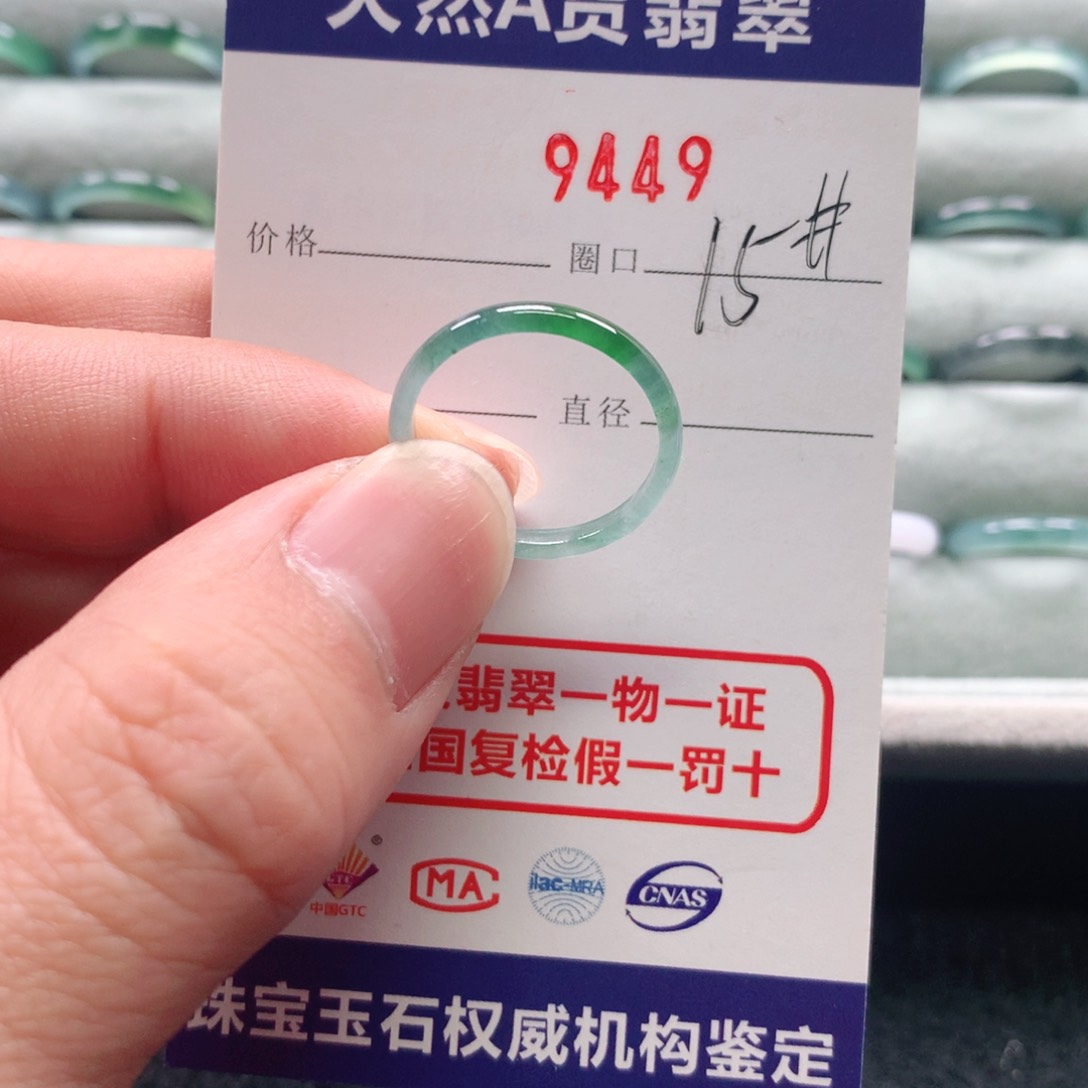 天然A货翡翠
9449
价格 圈口 15#
直径
翡翠一物一证
国复检假一罚十
GTC
中国GTC
MA
ilac-MRA
CNAS
珠宝玉石权威机构鉴定